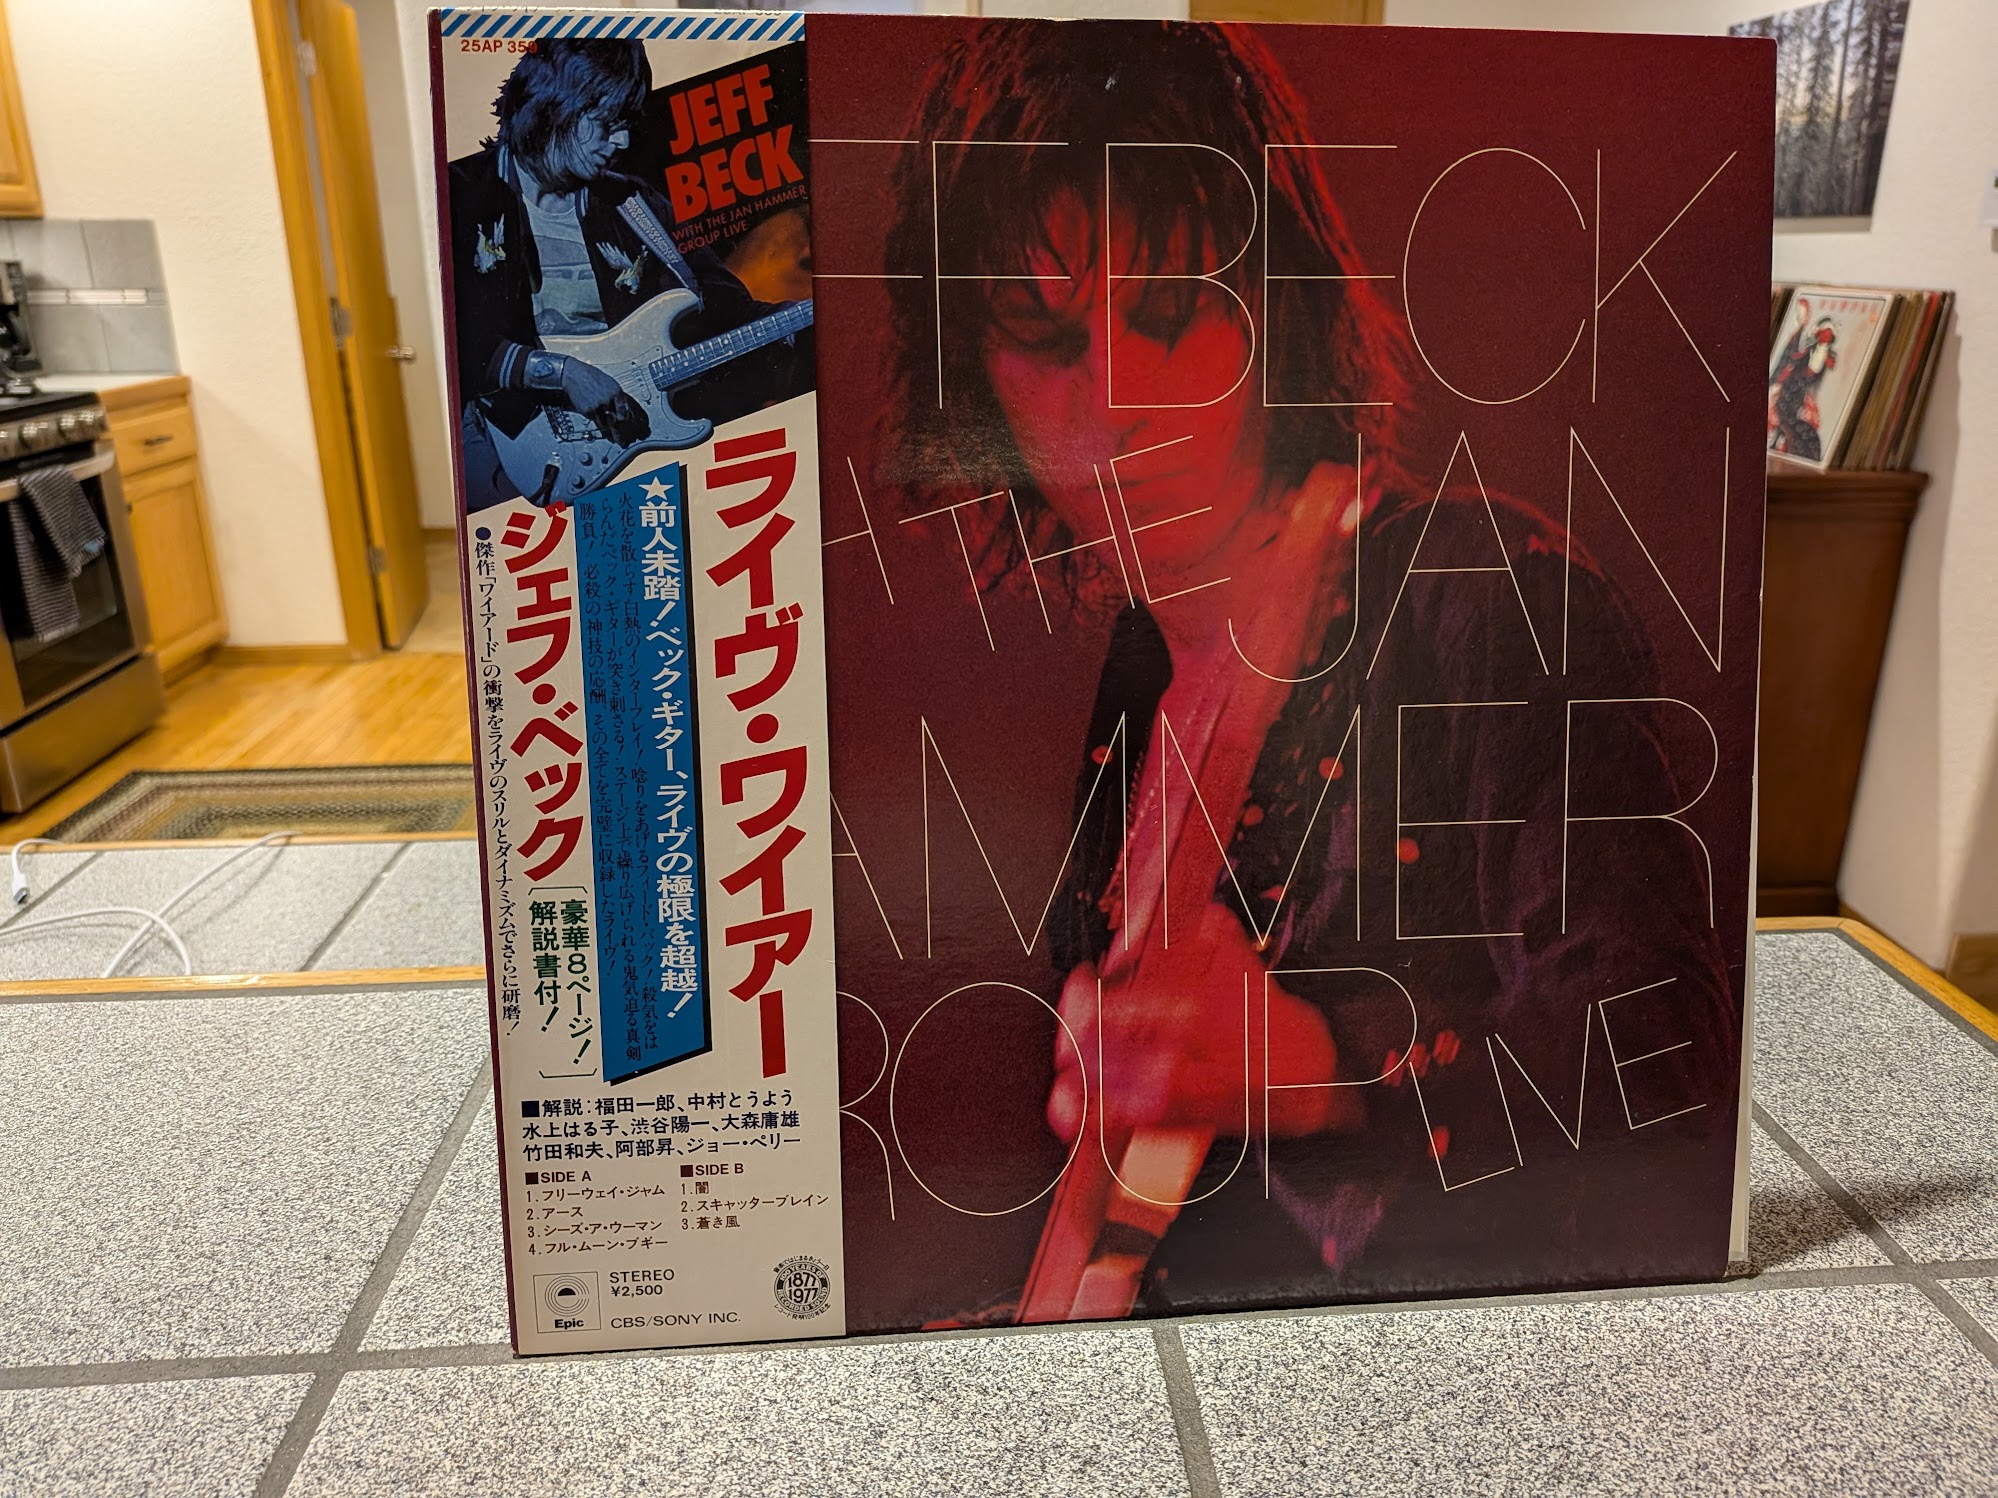 25AP 359
JEFF
BECK
WITH THE JAN HAMMER
GROUP LIVE
ライヴ・ワイアー
★前人未踏!ベック・ギター、ライヴの極限を超越!
火花を散らす白熱のインタープレイ!唸りをあげるフィード・バック!殺気をは
らんだベック・ギターが突き刺さる!ステージ上で繰り広げられる鬼気迫る真剣
勝負!必殺の神技の応酬、その全てを完璧に収録したライヴ!
ジェフ・ベック
豪華8ページ!
解説書付!
●傑作「ワイアード」の衝撃をライヴのスリルとダイナミズムでさらに研磨!
■解説:福田一郎、中村とうよう
水上はる子、渋谷陽一、大森庸雄
竹田和夫、阿部昇、ジョー・ペリー
■SIDE A
1.フリーウェイ・ジャム
2.アース
3.シーズ・ア・ウーマン
4.フル・ムーン・ブギー
■SIDE B
1.闇
2.スキャッターブレイン
3.蒼き風
Epic
STEREO
¥2,500
CBS/SONY INC.
100 YEARS OF
1877
1977
RECORDED SOUND
FF BECK
H THE JAN
AMMER
ROUP LIVE